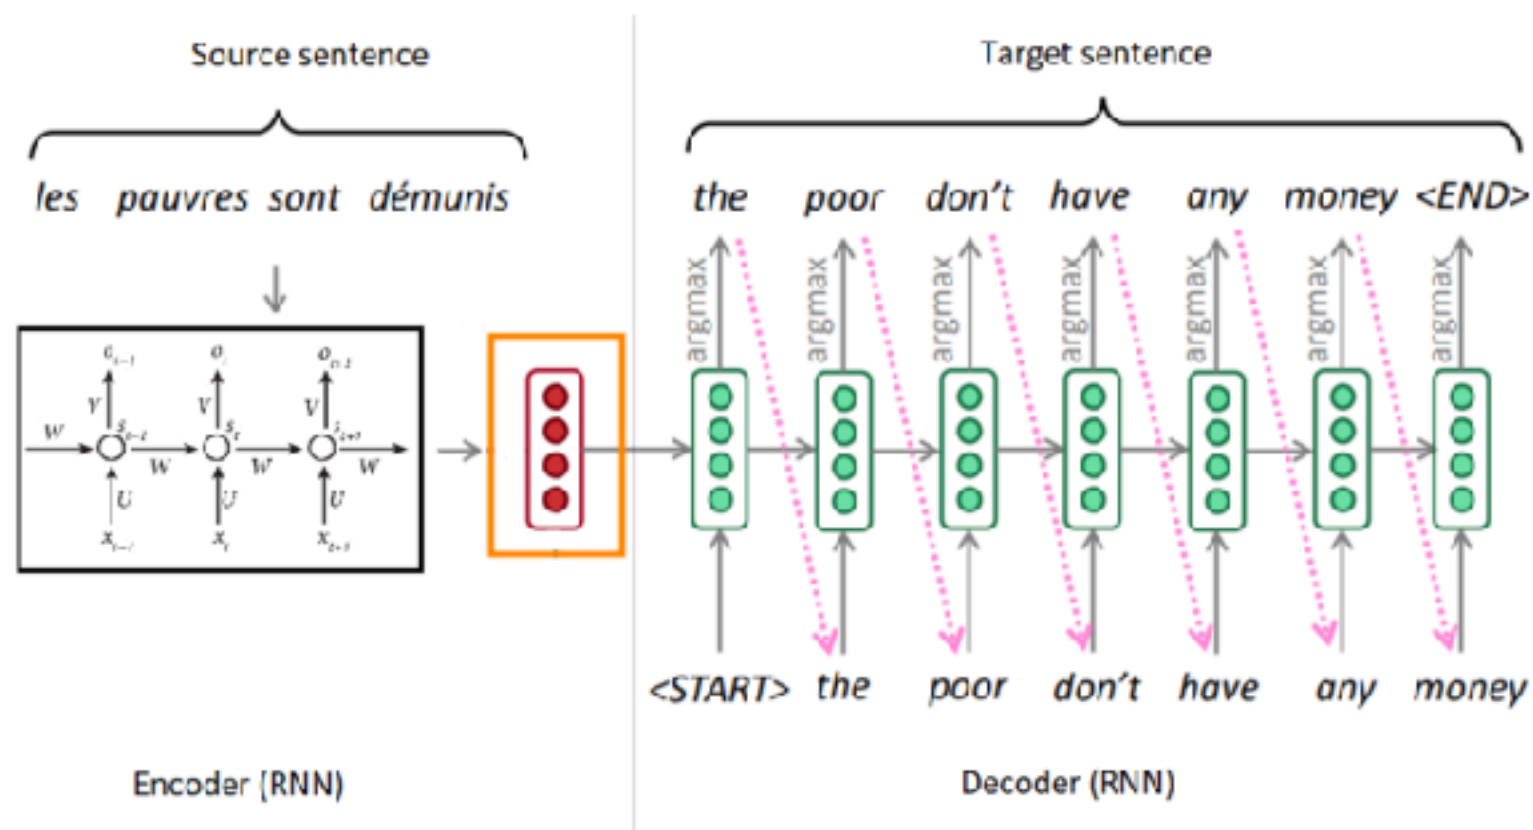 Source sentence
Target sentence
les pauvres sont démunis
the poor don't have any money <END>
argmax argmax argmax argmax argmax argmax argmax
V V V
W W W W
U U U
<START> the poor don't have any money
Encoder (RNN)
Decoder (RNN)